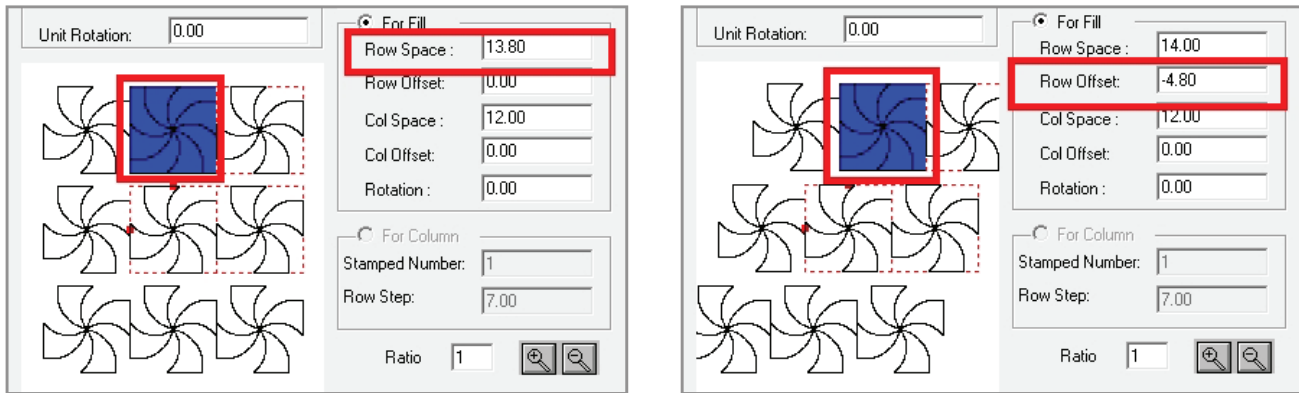 Unit Rotation: 0.00
For Fill
Row Space : 13.80
Row Offset: 0.00
Col Space : 12.00
Col Offset: 0.00
Rotation : 0.00
For Column
Stamped Number: 1
Row Step: 7.00
Ratio 1
Unit Rotation: 0.00
For Fill
Row Space : 14.00
Row Offset: -4.80
Col Space : 12.00
Col Offset: 0.00
Rotation : 0.00
For Column
Stamped Number: 1
Row Step: 7.00
Ratio 1